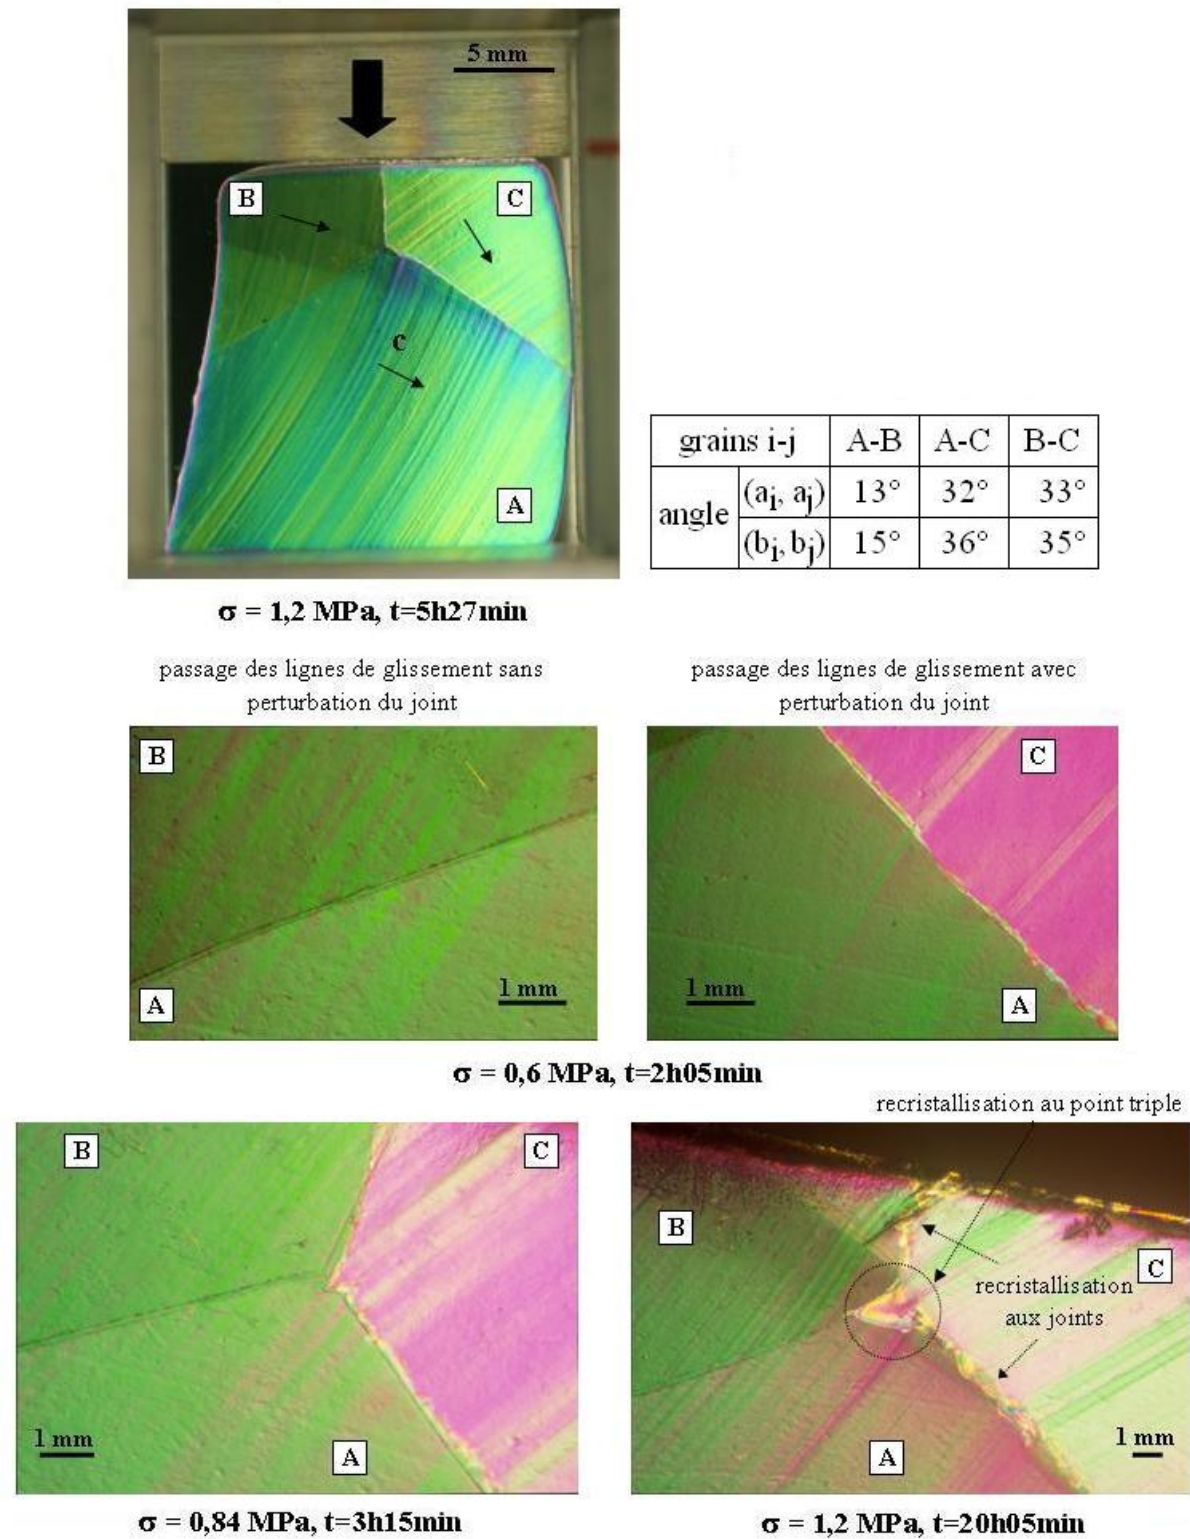 5 mm
B
C
c
A
grains i-j A-B A-C B-C
angle (ai, aj) 13° 32° 33°
(bi, bj) 15° 36° 35°
σ = 1,2 MPa, t=5h27min
passage des lignes de glissement sans
perturbation du joint
passage des lignes de glissement avec
perturbation du joint
B
A
1 mm
C
1 mm
A
σ = 0,6 MPa, t=2h05min
recristallisation au point triple
B
C
1 mm
A
B
C
recristallisation
aux joints
A
1 mm
σ = 0,84 MPa, t=3h15min
σ = 1,2 MPa, t=20h05min